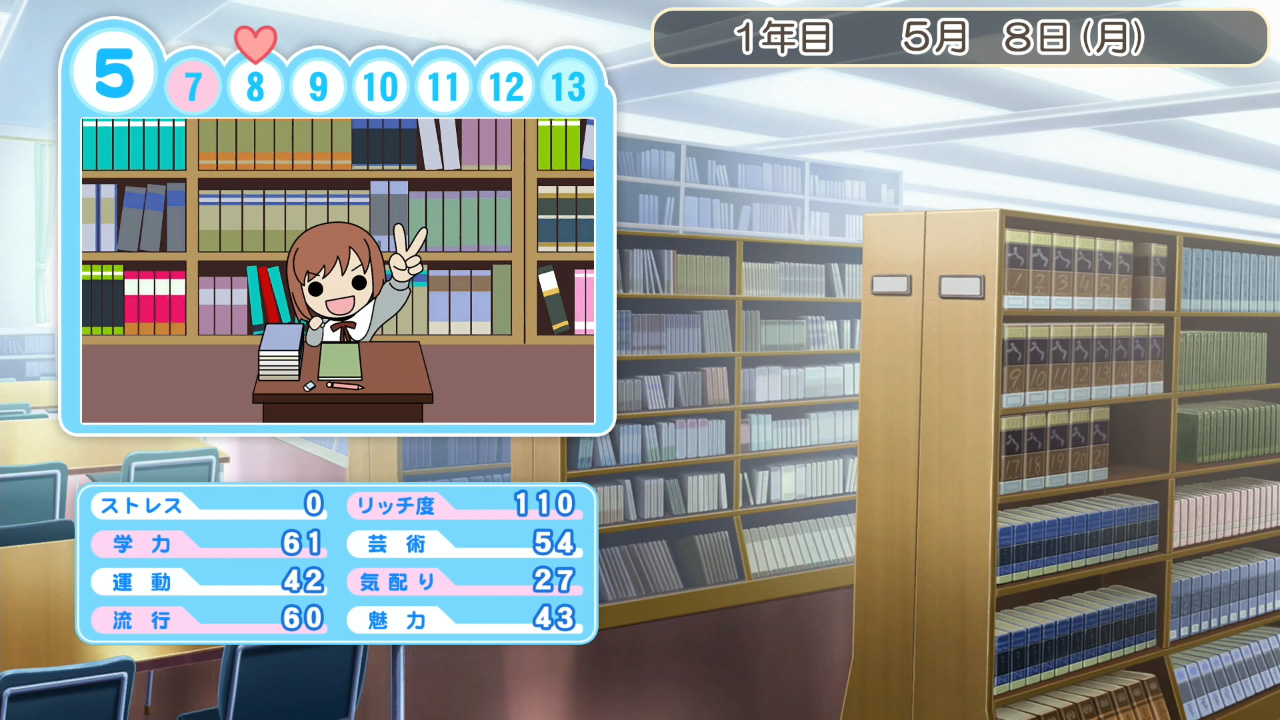 1年目 5月 8日(月)
5 7 8 9 10 11 12 13
ストレス 0 リッチ度 110
学力 61 芸術 54
運動 42 気配り 27
流行 60 魅力 43